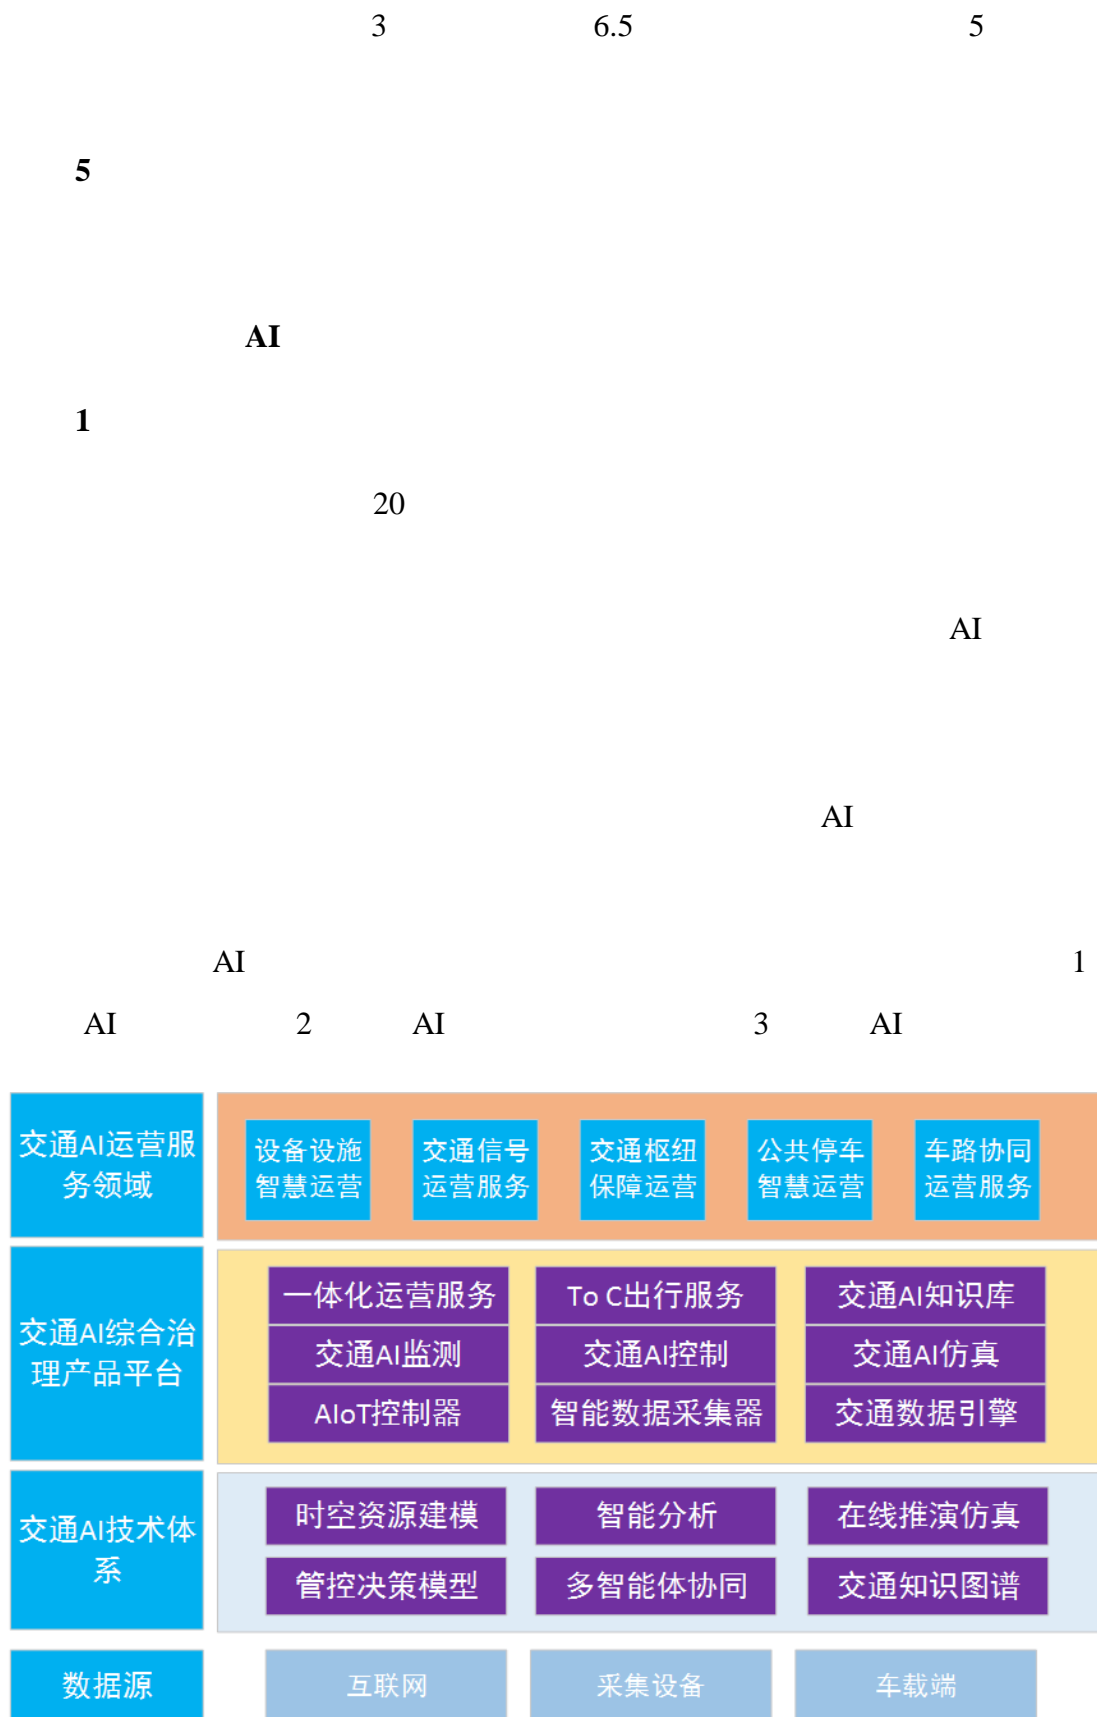 3 6.5 5
5
AI
1
20
AI
AI
AI 1
AI 2 AI 3 AI
交通AI运营服
务领域
设备设施
智慧运营
交通信号
运营服务
交通枢纽
保障运营
公共停车
智慧运营
车路协同
运营服务
交通AI综合治
理产品平台
一体化运营服务 To C出行服务 交通AI知识库
交通AI监测 交通AI控制 交通AI仿真
AIoT控制器 智能数据采集器 交通数据引擎
交通AI技术体
系
时空资源建模 智能分析 在线推演仿真
管控决策模型 多智能体协同 交通知识图谱
数据源 互联网 采集设备 车载端